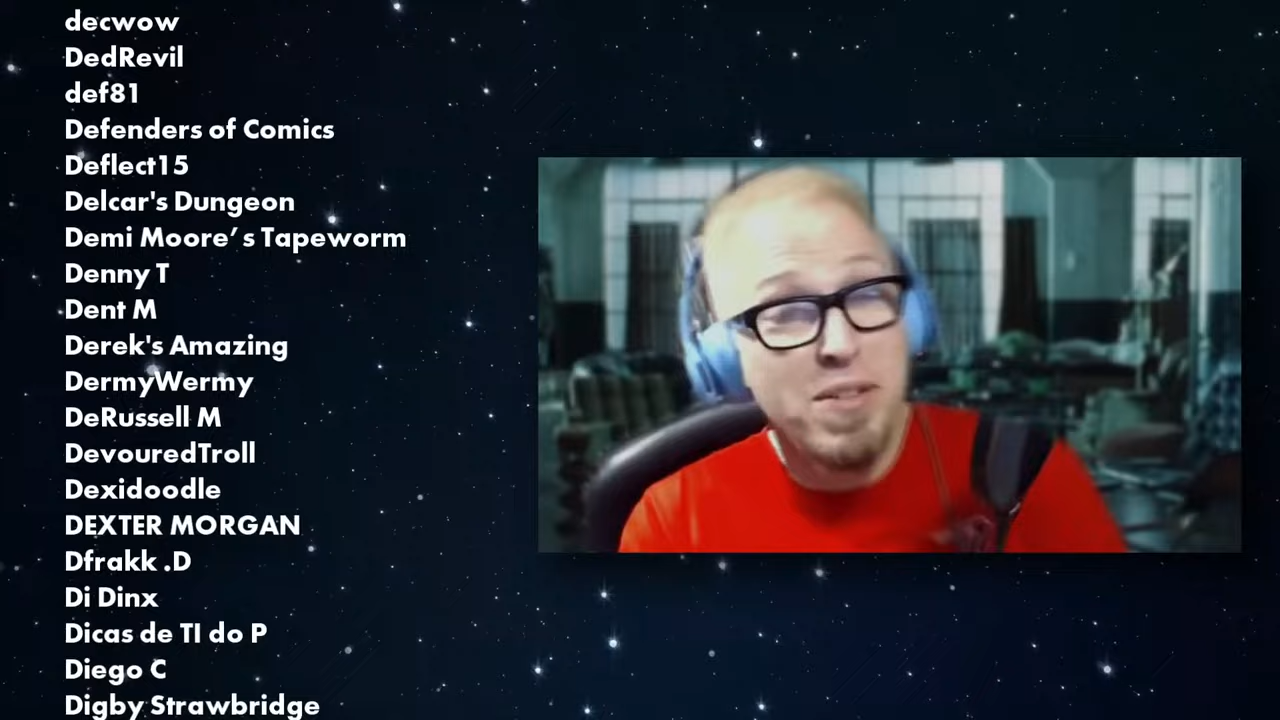 decwow
DedRevil
def81
Defenders of Comics
Deflect15
Delcar's Dungeon
Demi Moore’s Tapeworm
Denny T
Dent M
Derek's Amazing
DermyWermy
DeRussell M
DevouredTroll
Dexidoodle
DEXTER MORGAN
Dfrakk .D
Di Dinx
Dicas de TI do P
Diego C
Digby Strawbridge